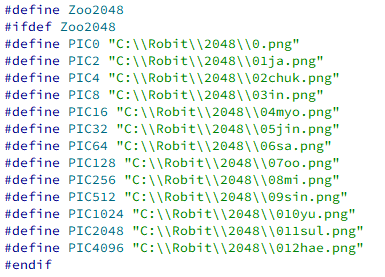 #define Zoo2048
#ifdef Zoo2048
#define PIC0 "C:\\Robit\\2048\\0.png"
#define PIC2 "C:\\Robit\\2048\\01ja.png"
#define PIC4 "C:\\Robit\\2048\\02chuk.png"
#define PIC8 "C:\\Robit\\2048\\03in.png"
#define PIC16 "C:\\Robit\\2048\\04myo.png"
#define PIC32 "C:\\Robit\\2048\\05jin.png"
#define PIC64 "C:\\Robit\\2048\\06sa.png"
#define PIC128 "C:\\Robit\\2048\\07oo.png"
#define PIC256 "C:\\Robit\\2048\\08mi.png"
#define PIC512 "C:\\Robit\\2048\\09sin.png"
#define PIC1024 "C:\\Robit\\2048\\010yu.png"
#define PIC2048 "C:\\Robit\\2048\\011sul.png"
#define PIC4096 "C:\\Robit\\2048\\012hae.png"
#endif